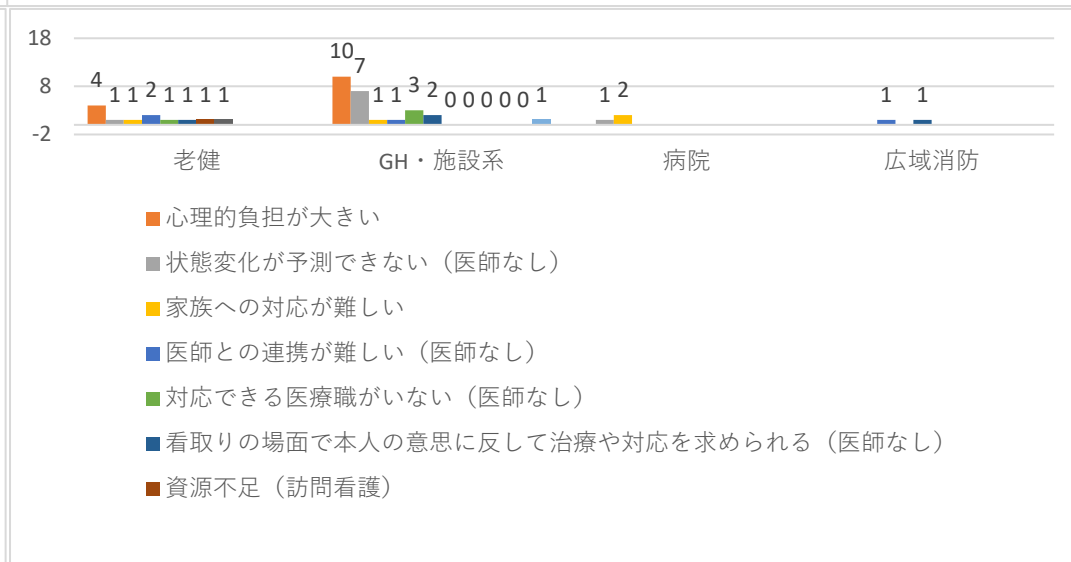 18
8
-2
4 1 1 2 1 1 1 1
10 7 1 1 3 2 0 0 0 0 0 1
1 2
1 1
老健 GH・施設系 病院 広域消防
心理的負担が大きい
状態変化が予測できない（医師なし）
家族への対応が難しい
医師との連携が難しい（医師なし）
対応できる医療職がいない（医師なし）
看取りの場面で本人の意思に反して治療や対応を求められる（医師なし）
資源不足（訪問看護）